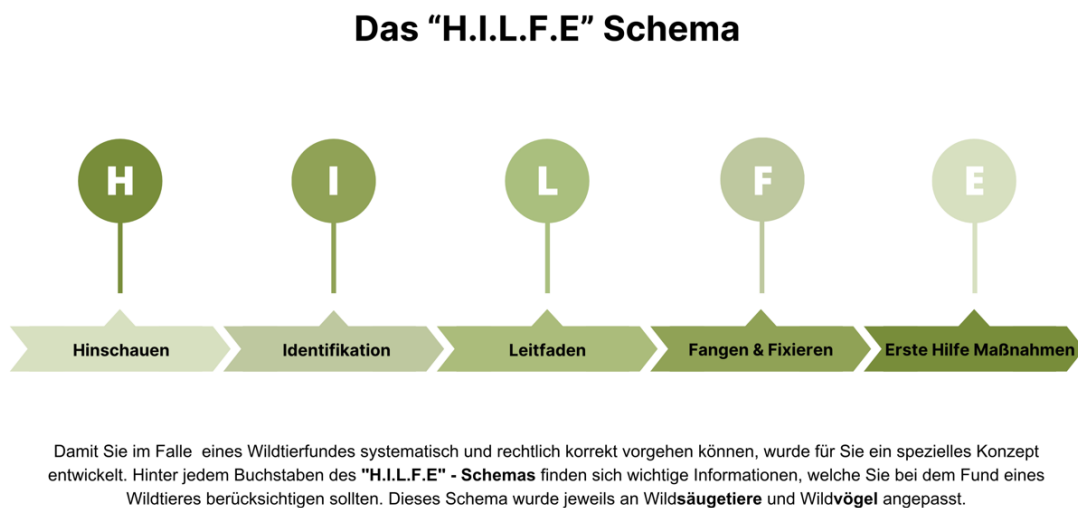 Das “H.I.L.F.E” Schema
H
I
L
F
E
Hinschauen
Identifikation
Leitfaden
Fangen & Fixieren
Erste Hilfe Maßnahmen
Damit Sie im Falle eines Wildtierfundes systematisch und rechtlich korrekt vorgehen können, wurde für Sie ein spezielles Konzept
entwickelt. Hinter jedem Buchstaben des "H.I.L.F.E" - Schemas finden sich wichtige Informationen, welche Sie bei dem Fund eines
Wildtieres berücksichtigen sollten. Dieses Schema wurde jeweils an Wildsäugetiere und Wildvögel angepasst.